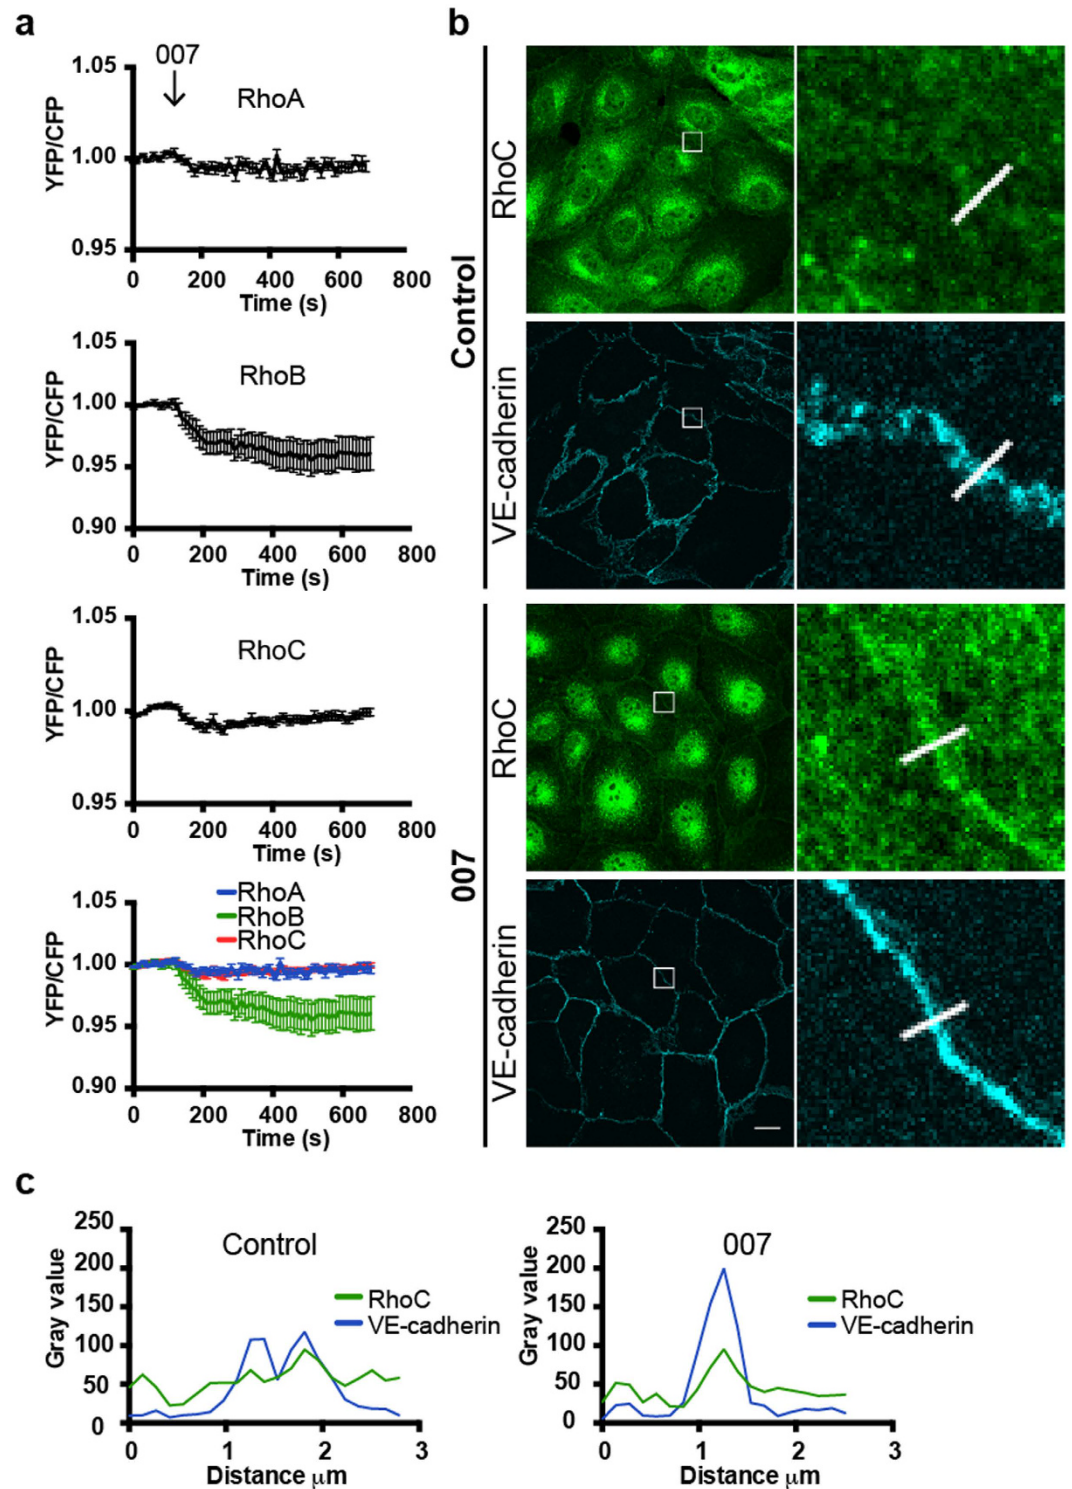 a
007
1.05
RhoA
YFP/CFP
1.00
0.95
0 200 400 600 800
Time (s)
1.05
RhoB
YFP/CFP
1.00
0.95
0.90
0 200 400 600 800
Time (s)
1.05
RhoC
YFP/CFP
1.00
0.95
0 200 400 600 800
Time (s)
RhoA
RhoB
RhoC
1.05
YFP/CFP
1.00
0.95
0.90
0 200 400 600 800
Time (s)
b
Control
RhoC
VE-cadherin
007
RhoC
VE-cadherin
c
Control
Gray value
250
200
150
100
50
0
RhoC
VE-cadherin
0 1 2 3
Distance μm
007
Gray value
250
200
150
100
50
0
RhoC
VE-cadherin
0 1 2 3
Distance μm